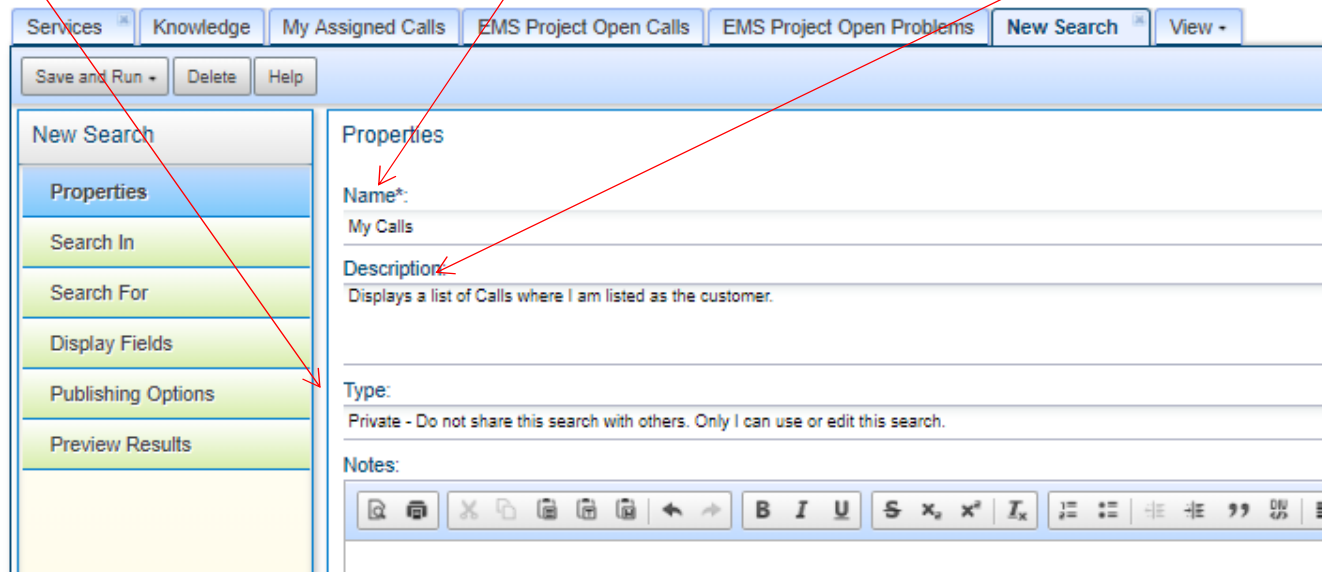 Services Knowledge My Assigned Calls EMS Project Open Calls EMS Project Open Problems New Search View
Save and Run Delete Help
New Search
Properties
Search In
Search For
Display Fields
Publishing Options
Preview Results
Properties
Name*:
My Calls
Description:
Displays a list of Calls where I am listed as the customer.
Type:
Private - Do not share this search with others. Only I can use or edit this search.
Notes:
B I U S x₂ x² Iₓ